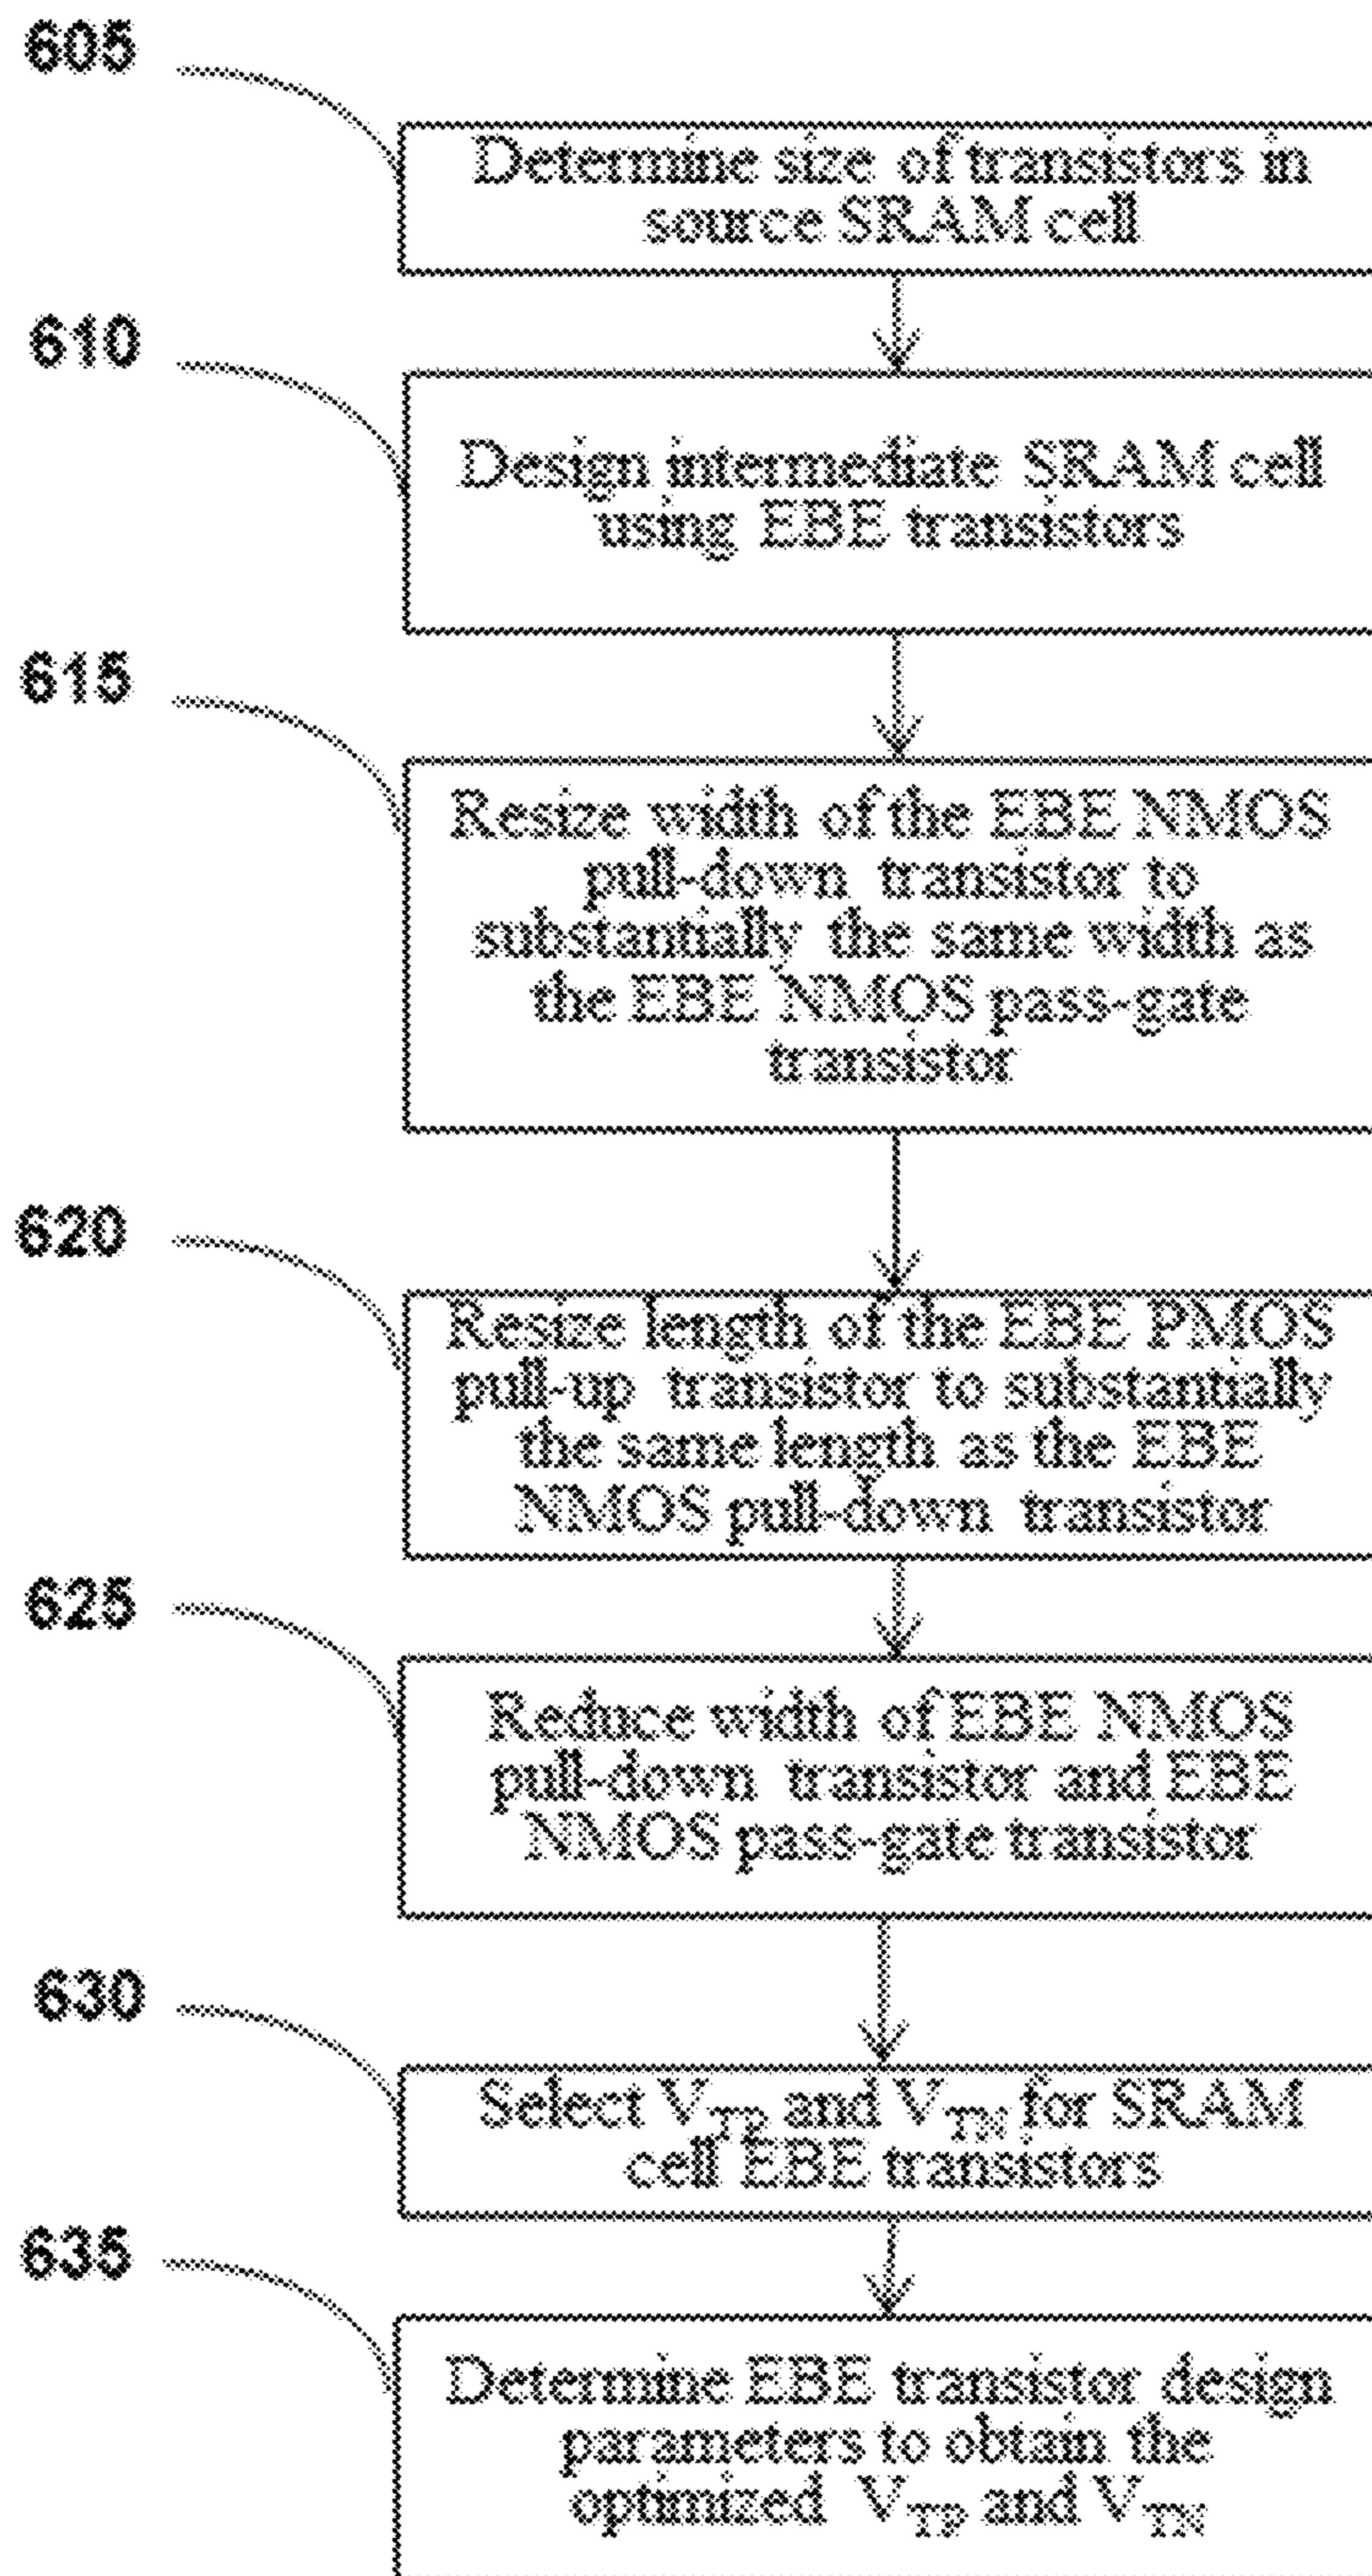 605
Determine size of transistors in
source SRAM cell
610
Design intermediate SRAM cell
using EBE transistors
615
Resize width of the EBE NMOS
pull-down transistor to
substantially the same width as
the EBE NMOS pass-gate
transistor
620
Resize length of the EBE PMOS
pull-up transistor to substantially
the same length as the EBE
NMOS pull-down transistor
625
Reduce width of EBE NMOS
pull-down transistor and EBE
NMOS pass-gate transistor
630
Select VTP and VTN for SRAM
cell EBE transistors
635
Determine EBE transistor design
parameters to obtain the
optimized VTP and VTN